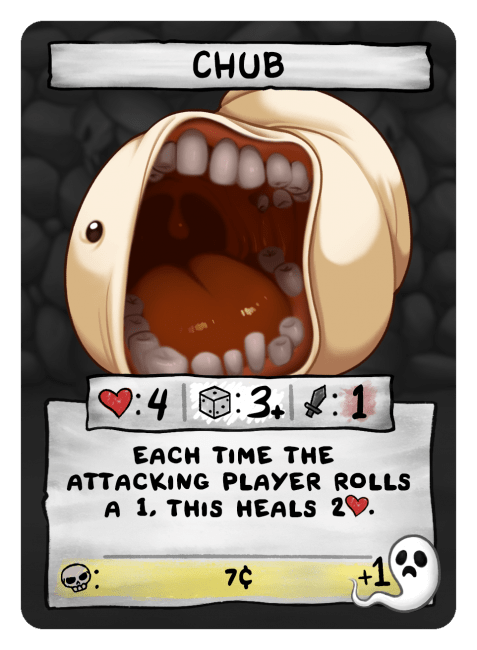 CHUB
:4 :3+ :1
EACH TIME THE
ATTACKING PLAYER ROLLS
A 1, THIS HEALS 2♥.
: 7¢ +1